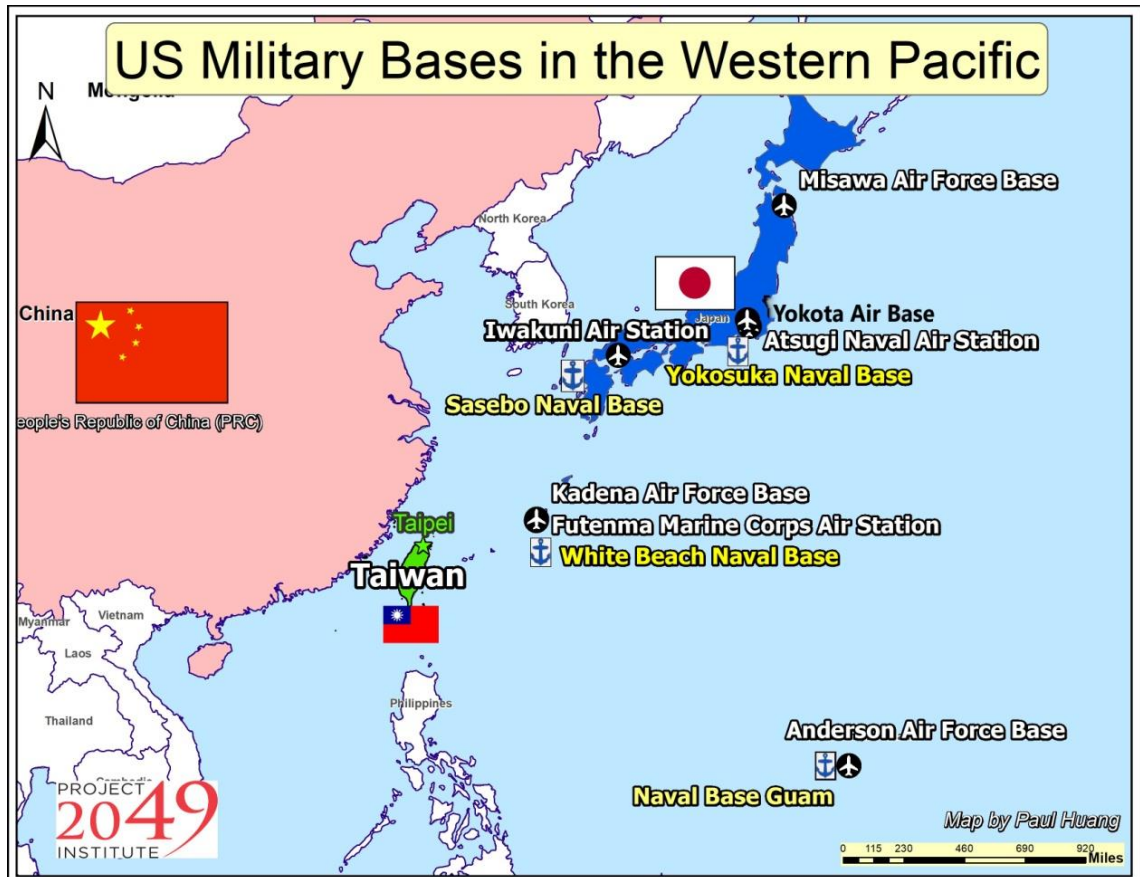 US Military Bases in the Western Pacific
N
Misawa Air Force Base
North Korea
South Korea
China
Japan
Yokota Air Base
Iwakuni Air Station
Atsugi Naval Air Station
Yokosuka Naval Base
Sasebo Naval Base
eople's Republic of China (PRC)
Kadena Air Force Base
Taipei
Futenma Marine Corps Air Station
White Beach Naval Base
Taiwan
Myanmar
Vietnam
Laos
Philippines
Thailand
Anderson Air Force Base
Naval Base Guam
PROJECT
2049
INSTITUTE
Map by Paul Huang
0 115 230 460 690 920
Miles